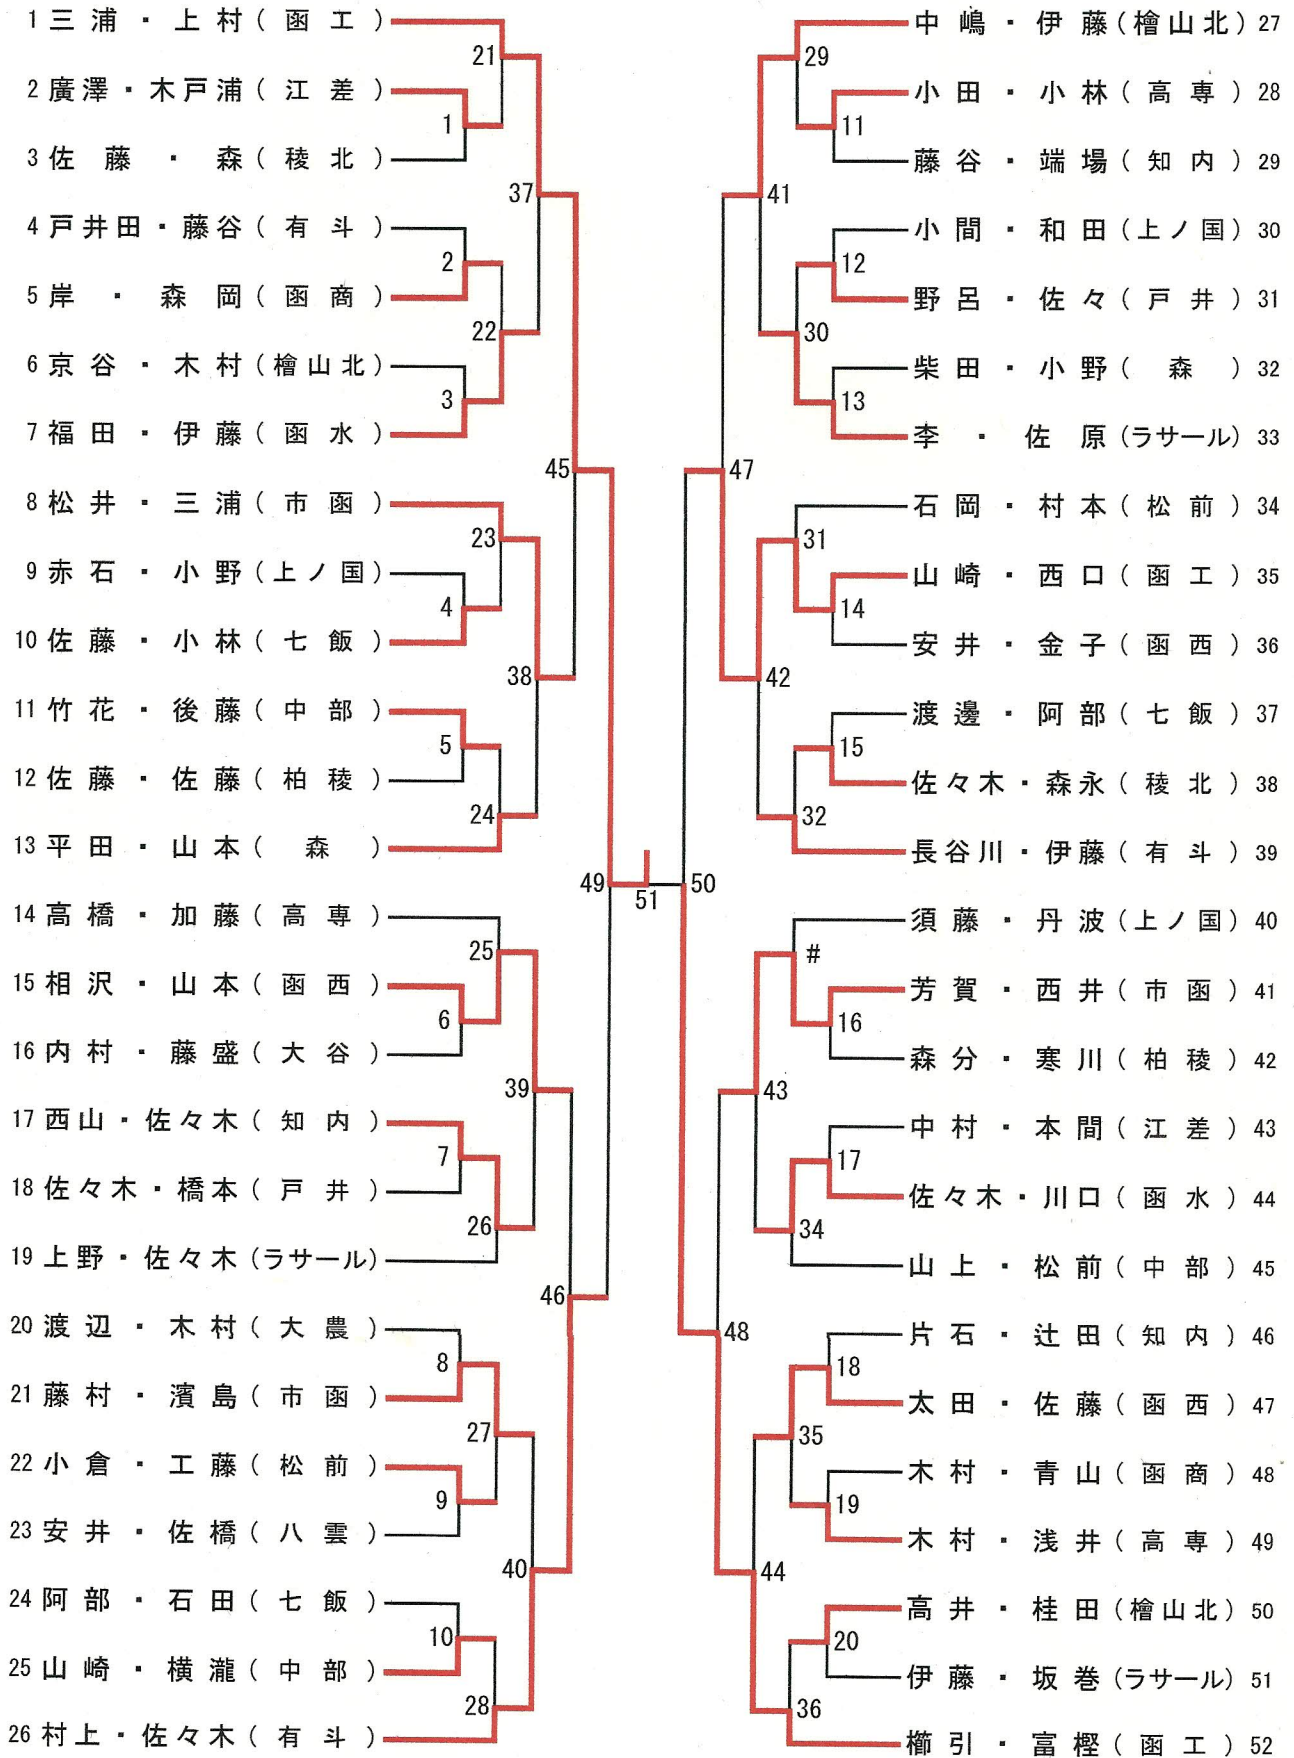 1 三浦・上村(函工)
2 廣澤・木戸浦(江差)
3 佐藤・森(稜北)
4 戸井田・藤谷(有斗)
5 岸・森岡(函商)
6 京谷・木村(檜山北)
7 福田・伊藤(函水)
8 松井・三浦(市函)
9 赤石・小野(上ノ国)
10 佐藤・小林(七飯)
11 竹花・後藤(中部)
12 佐藤・佐藤(柏稜)
13 平田・山本(森)
14 高橋・加藤(高専)
15 相沢・山本(函西)
16 内村・藤盛(大谷)
17 西山・佐々木(知内)
18 佐々木・橋本(戸井)
19 上野・佐々木(ラサール)
20 渡辺・木村(大農)
21 藤村・濱島(市函)
22 小倉・工藤(松前)
23 安井・佐橋(八雲)
24 阿部・石田(七飯)
25 山崎・横瀧(中部)
26 村上・佐々木(有斗)
21
1
37
2
22
3
45
23
4
38
5
24
49
25
6
39
7
26
46
8
27
9
40
10
28
51
29
11
41
12
30
13
47
31
14
42
15
32
50
#
16
43
17
34
48
18
35
19
44
20
36
中嶋・伊藤(檜山北) 27
小田・小林(高専) 28
藤谷・端場(知内) 29
小間・和田(上ノ国) 30
野呂・佐々(戸井) 31
柴田・小野(森) 32
李・佐原(ラサール) 33
石岡・村本(松前) 34
山崎・西口(函工) 35
安井・金子(函西) 36
渡邊・阿部(七飯) 37
佐々木・森永(稜北) 38
長谷川・伊藤(有斗) 39
須藤・丹波(上ノ国) 40
芳賀・西井(市函) 41
森分・寒川(柏稜) 42
中村・本間(江差) 43
佐々木・川口(函水) 44
山上・松前(中部) 45
片石・辻田(知内) 46
太田・佐藤(函西) 47
木村・青山(函商) 48
木村・浅井(高専) 49
高井・桂田(檜山北) 50
伊藤・坂巻(ラサール) 51
櫛引・富樫(函工) 52